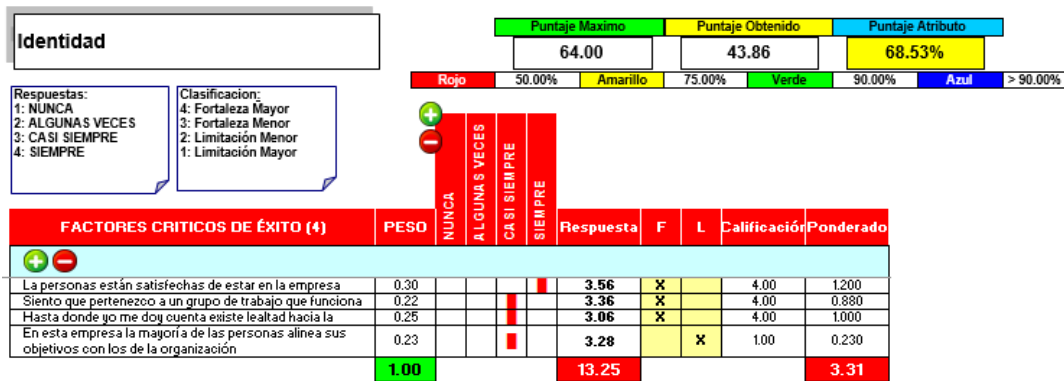 Identidad
Puntaje Maximo Puntaje Obtenido Puntaje Atributo
64.00 43.86 68.53%
Rojo 50.00% Amarillo 75.00% Verde 90.00% Azul > 90.00%
Respuestas:
1: NUNCA
2: ALGUNAS VECES
3: CASI SIEMPRE
4: SIEMPRE
Clasificacion:
4: Fortaleza Mayor
3: Fortaleza Menor
2: Limitación Menor
1: Limitación Mayor
FACTORES CRITICOS DE ÉXITO (4) PESO NUNCA ALGUNAS VECES CASI SIEMPRE SIEMPRE Respuesta F L Calificación Ponderado
La personas están satisfechas de estar en la empresa 0.30 3.56 X 4.00 1.200
Siento que pertenezco a un grupo de trabajo que funciona 0.22 3.36 X 4.00 0.880
Hasta donde yo me doy cuenta existe lealtad hacia la 0.25 3.06 X 4.00 1.000
En esta empresa la mayoría de las personas alinea sus
objetivos con los de la organización 0.23 3.28 X 1.00 0.230
1.00 13.25 3.31